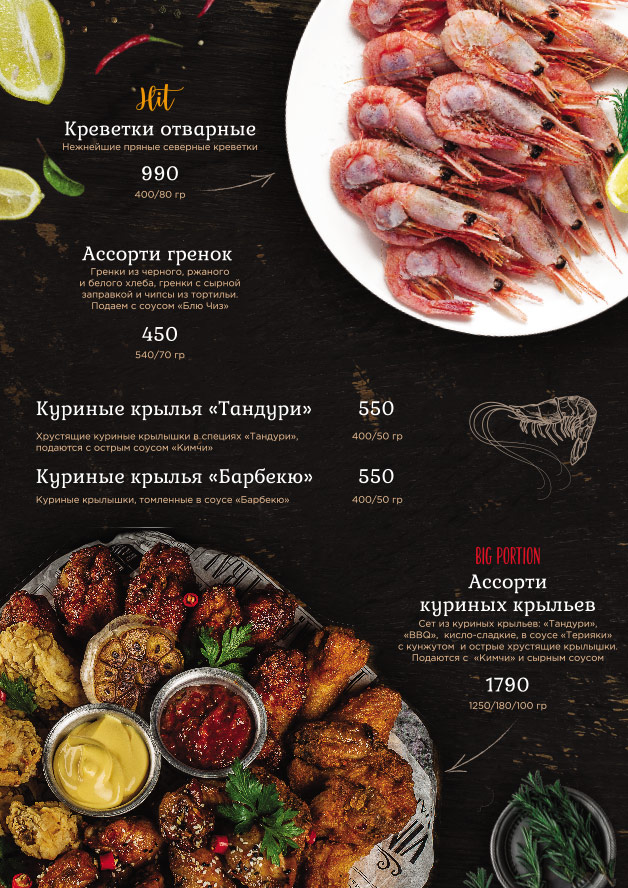 Hit
Креветки отварные
Нежнейшие пряные северные креветки
990
400/80 гр
Ассорти гренок
Гренки из черного, ржаного
и белого хлеба, гренки с сырной
заправкой и чипсы из тортильи.
Подаем с соусом «Блю Чиз»
450
540/70 гр
Куриные крылья «Тандури» 550
Хрустящие куриные крылышки в специях «Тандури», 400/50 гр
подаются с острым соусом «Кимчи»
Куриные крылья «Барбекю» 550
Куриные крылышки, томленные в соусе «Барбекю» 400/50 гр
BIG PORTION
Ассорти
куриных крыльев
Сет из куриных крыльев: «Тандури»,
«BBQ», кисло-сладкие, в соусе «Терияки»
с кунжутом и острые хрустящие крылышки.
Подаются с «Кимчи» и сырным соусом
1790
1250/180/100 гр